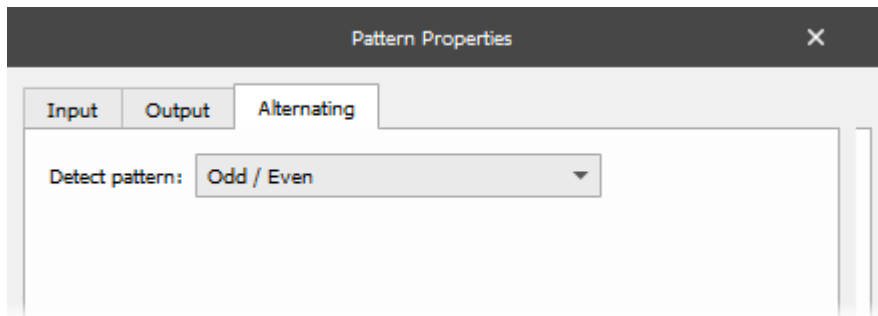 Pattern Properties
Input Output Alternating
Detect pattern: Odd / Even